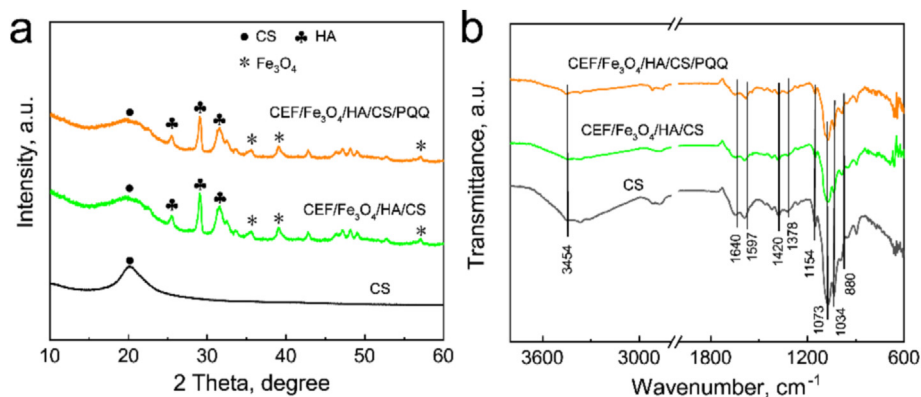 a
● CS ♣ HA
* Fe₃O₄
CEF/Fe₃O₄/HA/CS/PQQ
CEF/Fe₃O₄/HA/CS
CS
Intensity, a.u.
10 20 30 40 50 60
2 Theta, degree
b
CEF/Fe₃O₄/HA/CS/PQQ
CEF/Fe₃O₄/HA/CS
CS
Transmittance, a.u.
3454
1640
1597
1420
1378
1154
1073
1034
880
3600 3000 1800 1200 600
Wavenumber, cm⁻¹